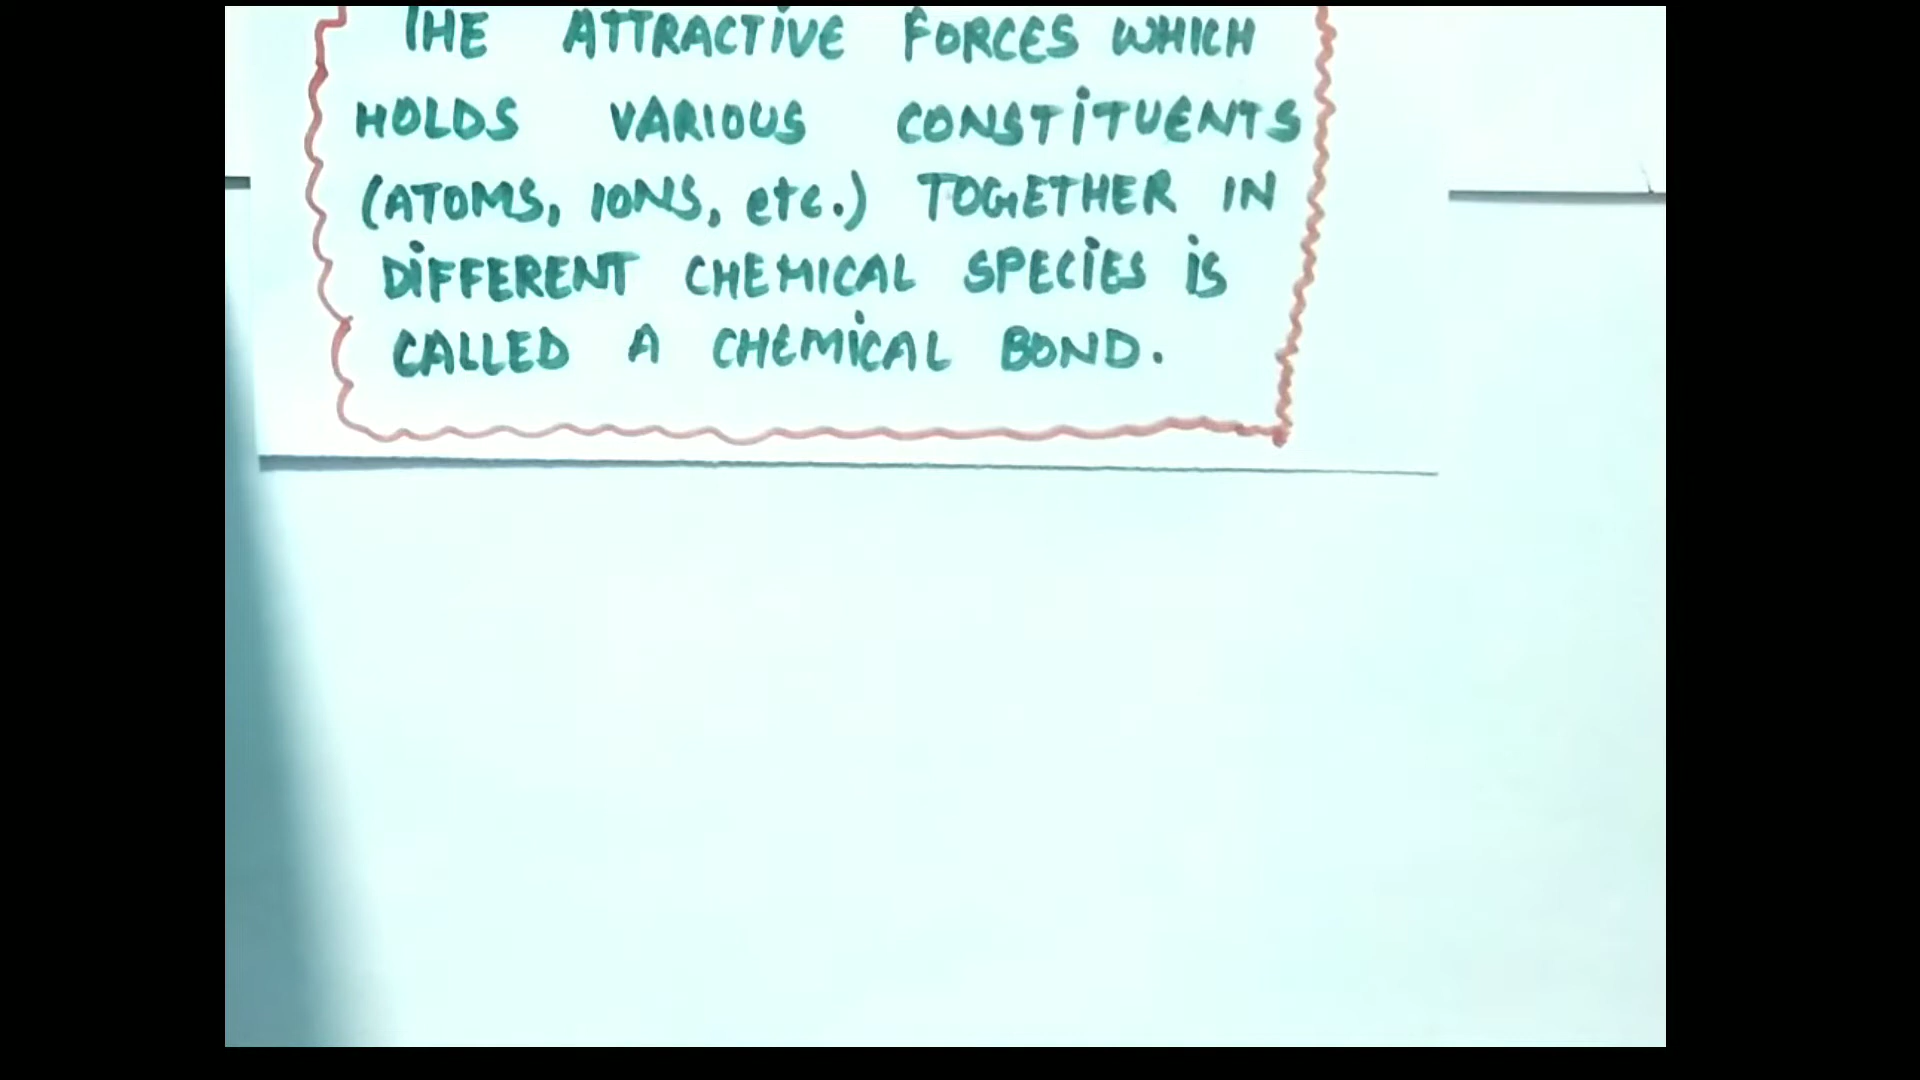 THE ATTRACTIVE FORCES WHICH
HOLDS VARIOUS CONSTITUENTS
(ATOMS, IONS, etc.) TOGETHER IN
DIFFERENT CHEMICAL SPECIES IS
CALLED A CHEMICAL BOND.